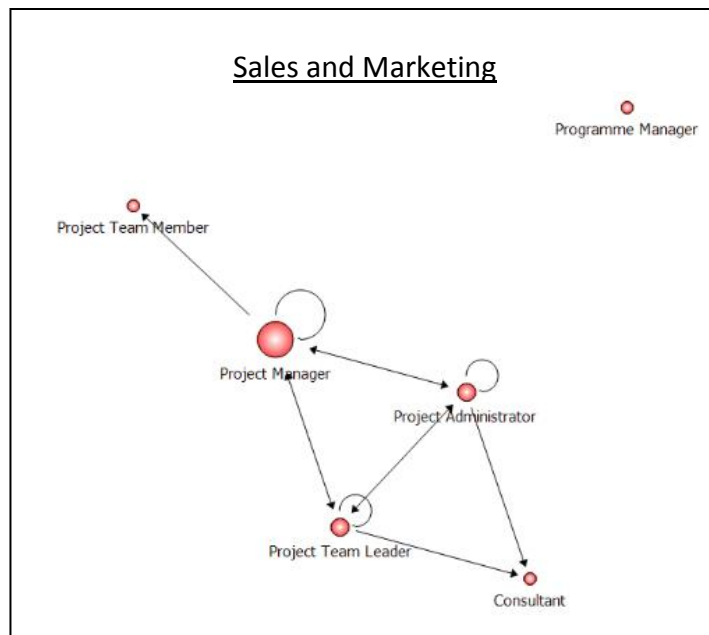 Sales and Marketing
Programme Manager
Project Team Member
Project Manager
Project Administrator
Project Team Leader
Consultant